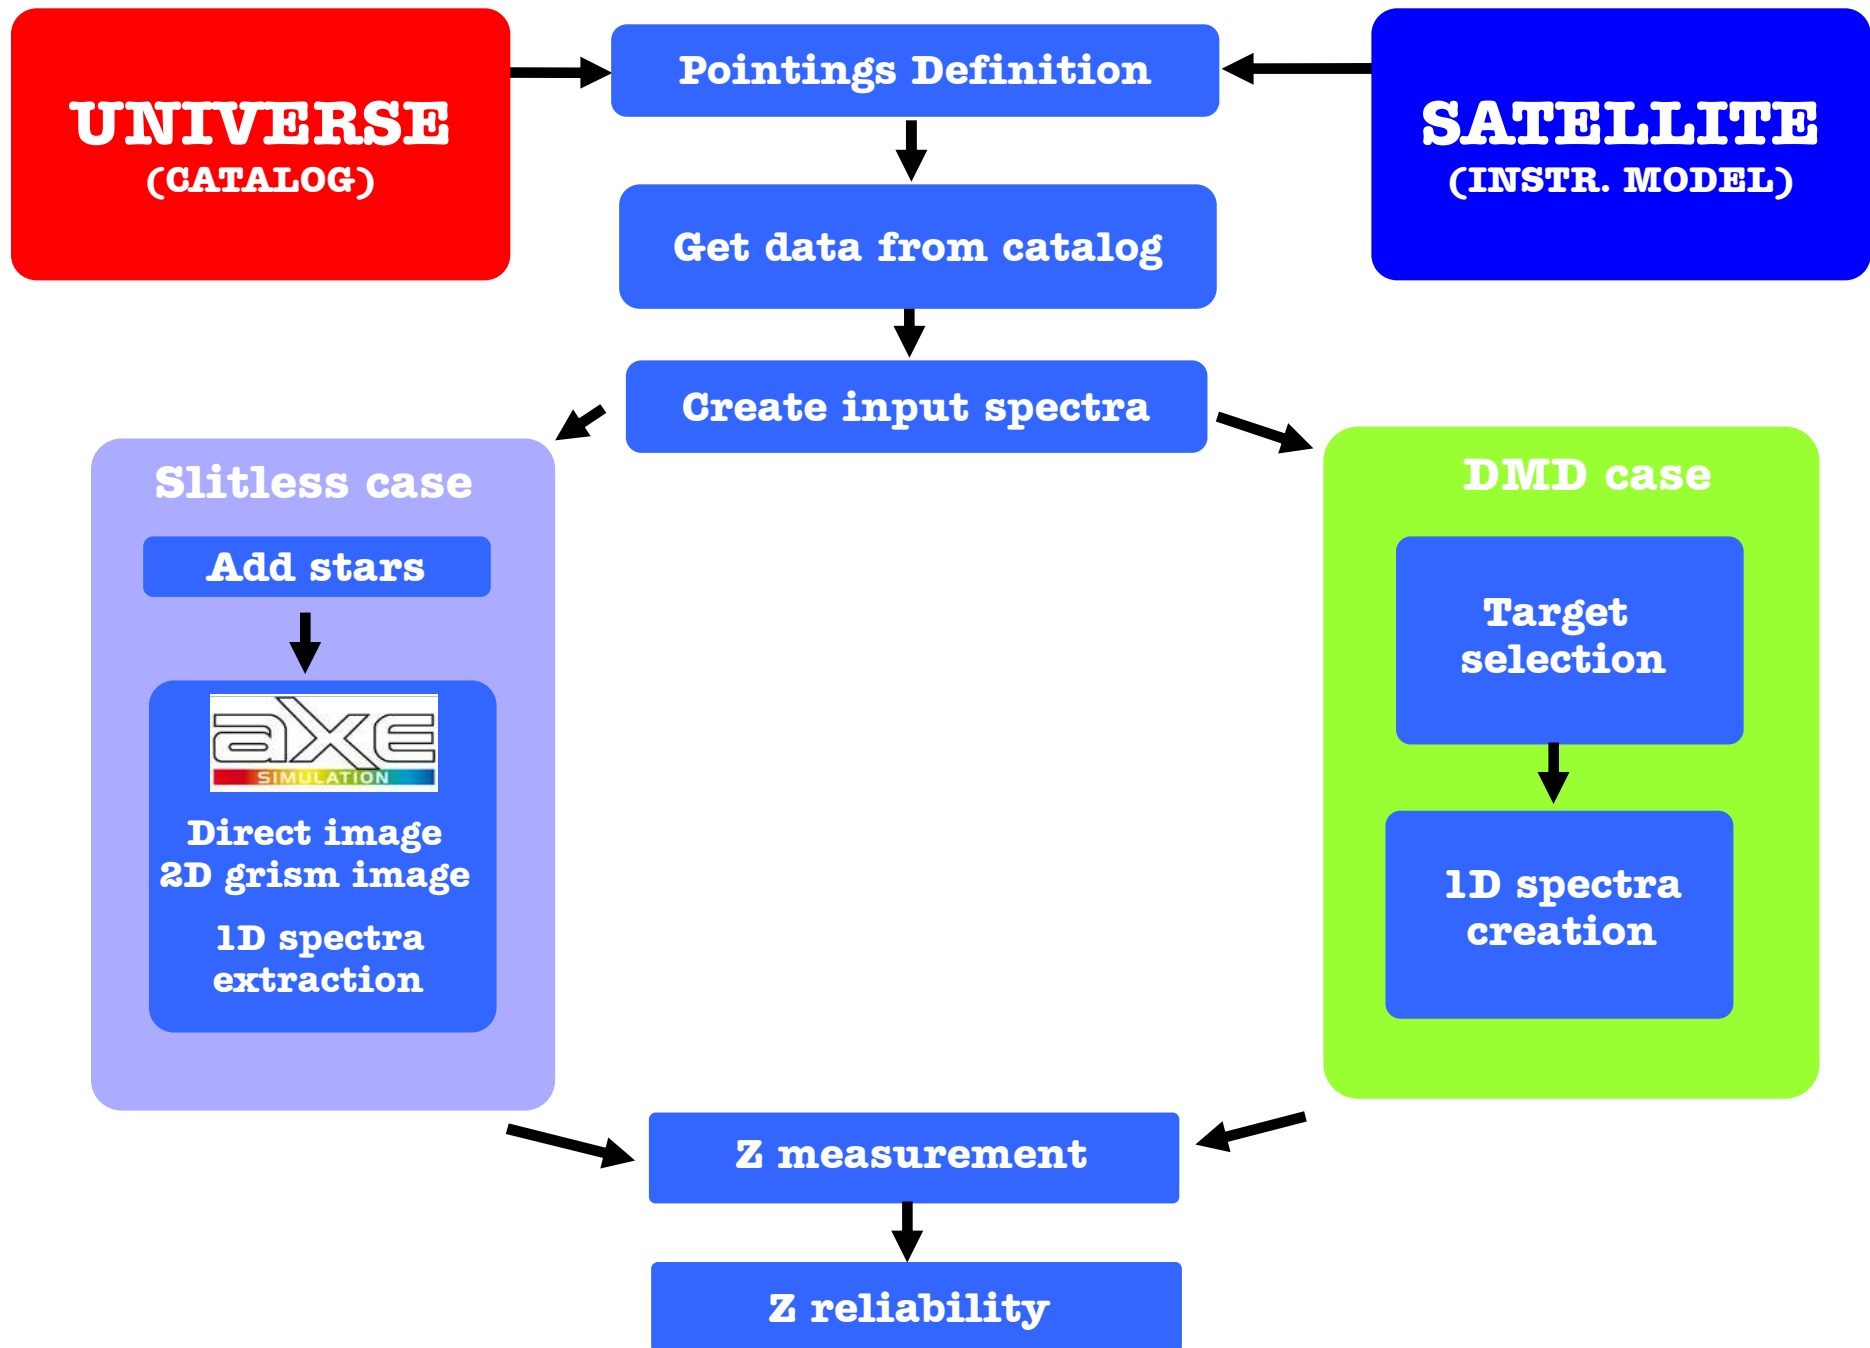 UNIVERSE
(CATALOG)
Pointings Definition
SATELLITE
(INSTR. MODEL)
Get data from catalog
Create input spectra
Slitless case
Add stars
aXe
SIMULATION
Direct image
2D grism image
1D spectra
extraction
DMD case
Target
selection
1D spectra
creation
Z measurement
Z reliability